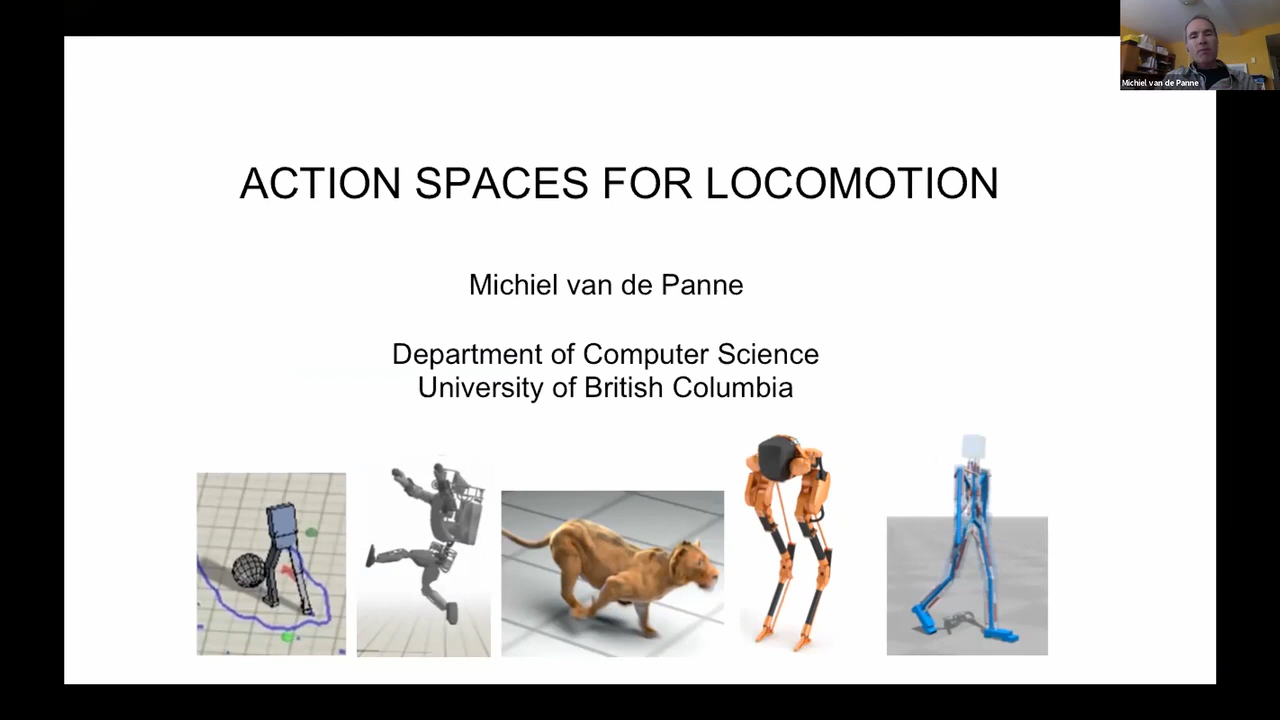 Michiel van de Panne
ACTION SPACES FOR LOCOMOTION
Michiel van de Panne
Department of Computer Science
University of British Columbia